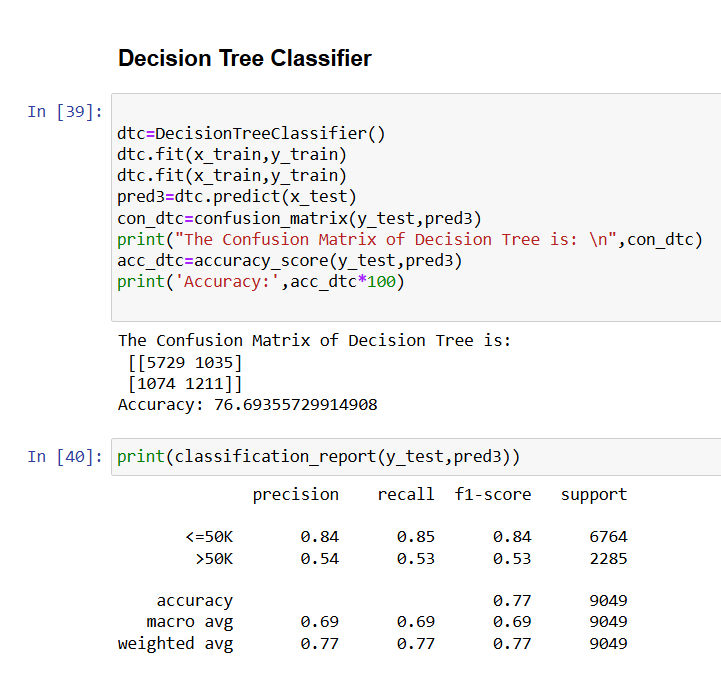 Decision Tree Classifier
In [39]:
dtc=DecisionTreeClassifier()
dtc.fit(x_train,y_train)
dtc.fit(x_train,y_train)
pred3=dtc.predict(x_test)
con_dtc=confusion_matrix(y_test,pred3)
print("The Confusion Matrix of Decision Tree is: \n",con_dtc)
acc_dtc=accuracy_score(y_test,pred3)
print('Accuracy:',acc_dtc*100)
The Confusion Matrix of Decision Tree is:
[[5729 1035]
[1074 1211]]
Accuracy: 76.69355729914908
In [40]: print(classification_report(y_test,pred3))
precision recall f1-score support
<=50K 0.84 0.85 0.84 6764
>50K 0.54 0.53 0.53 2285
accuracy 0.77 9049
macro avg 0.69 0.69 0.69 9049
weighted avg 0.77 0.77 0.77 9049